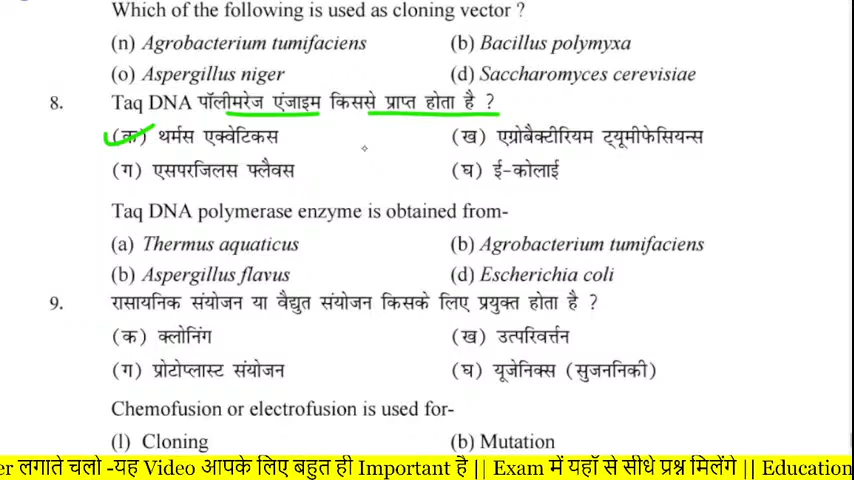 Which of the following is used as cloning vector ?
(n) Agrobacterium tumifaciens (b) Bacillus polymyxa
(o) Aspergillus niger (d) Saccharomyces cerevisiae
8. Taq DNA पॉलीमरेज एंजाइम किससे प्राप्त होता है ?
(क) थर्मस एक्वेटिकस (ख) एग्रोबैक्टीरियम ट्यूमीफेसियन्स
(ग) एसपरजिलस फ्लैवस (घ) ई-कोलाई
Taq DNA polymerase enzyme is obtained from-
(a) Thermus aquaticus (b) Agrobacterium tumifaciens
(b) Aspergillus flavus (d) Escherichia coli
9. रासायनिक संयोजन या वैद्युत संयोजन किसके लिए प्रयुक्त होता है ?
(क) क्लोनिंग (ख) उत्परिवर्त्तन
(ग) प्रोटोप्लास्ट संयोजन (घ) यूजेनिक्स (सुजननिकी)
Chemofusion or electrofusion is used for-
(l) Cloning (b) Mutation
er लगाते चलो -यह Video आपके लिए बहुत ही Important है || Exam में यहाँ से सीधे प्रश्न मिलेंगे || Education